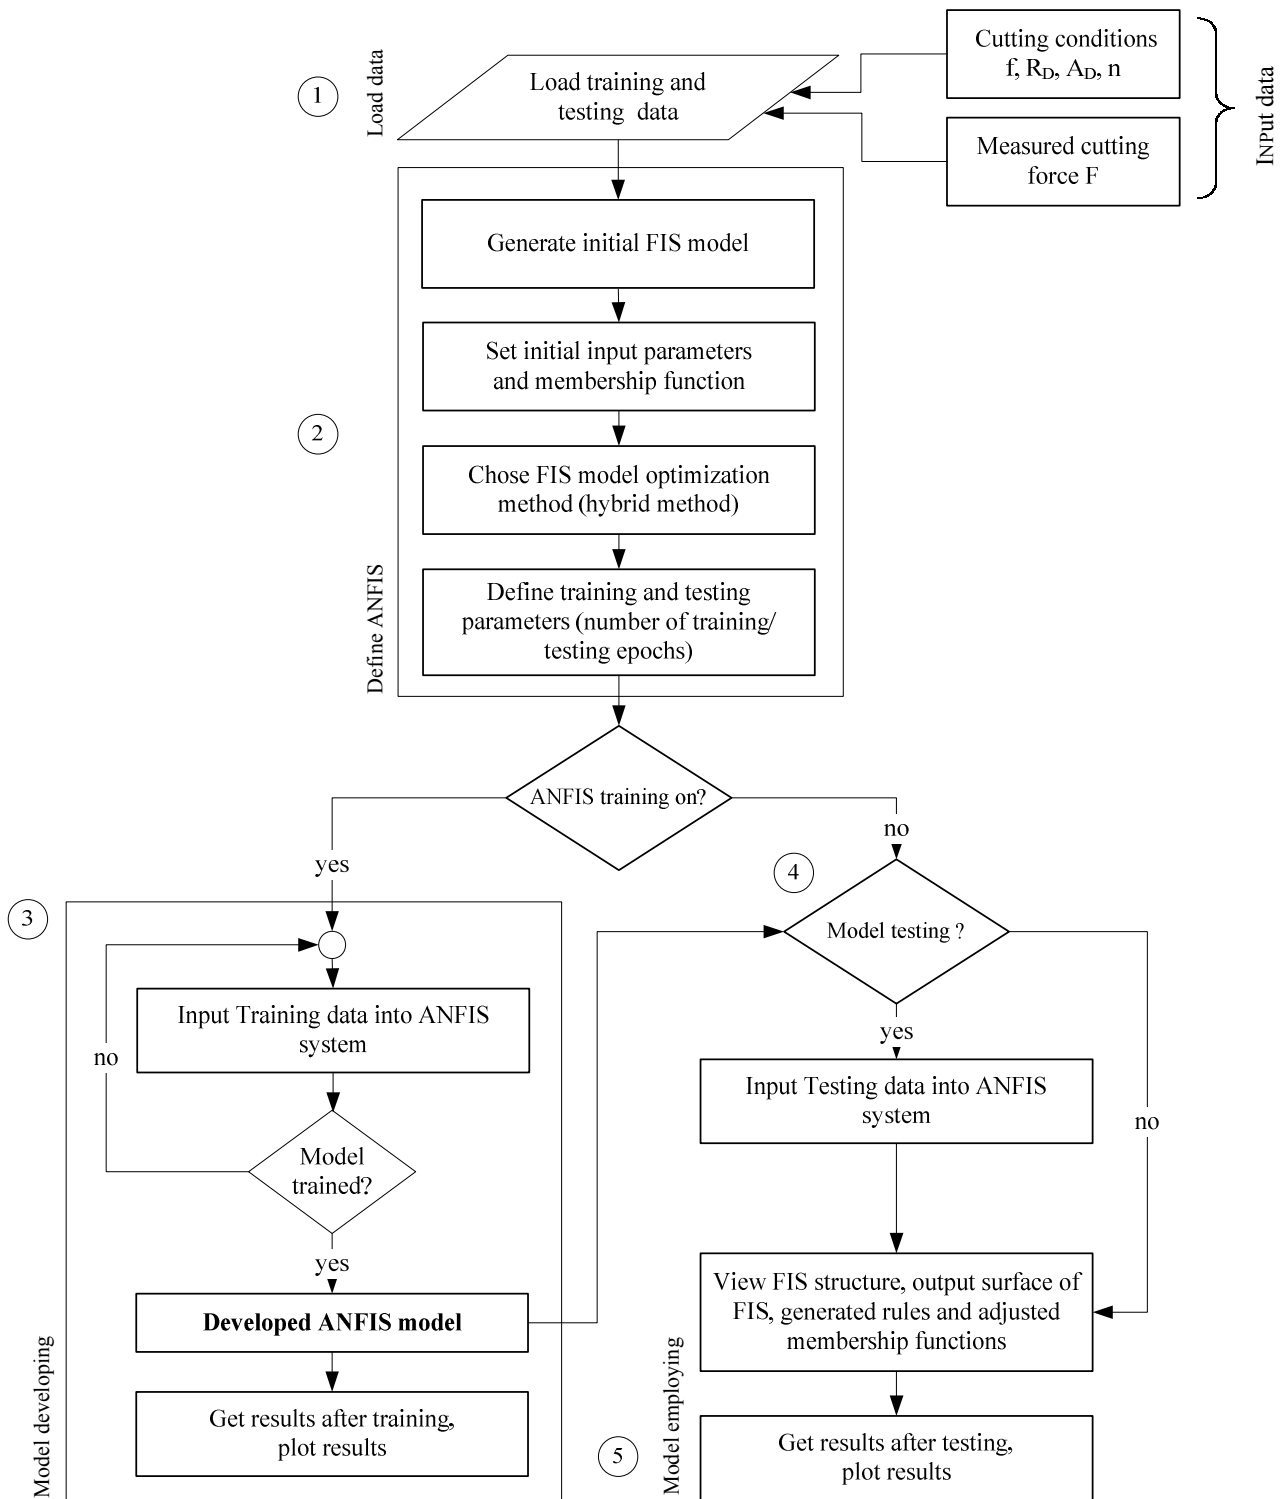 Cutting conditions
f, RD, AD, n
Measured cutting
force F
INPut data
1
Load data
Load training and
testing data
Generate initial FIS model
Set initial input parameters
and membership function
2
Chose FIS model optimization
method (hybrid method)
Define training and testing
parameters (number of training/
testing epochs)
Define ANFIS
ANFIS training on?
yes
no
3
4
Model testing ?
Input Training data into ANFIS
system
no
yes
Input Testing data into ANFIS
system
no
Model
trained?
yes
Developed ANFIS model
View FIS structure, output surface of
FIS, generated rules and adjusted
membership functions
Get results after training,
plot results
Model developing
5
Model employing
Get results after testing,
plot results